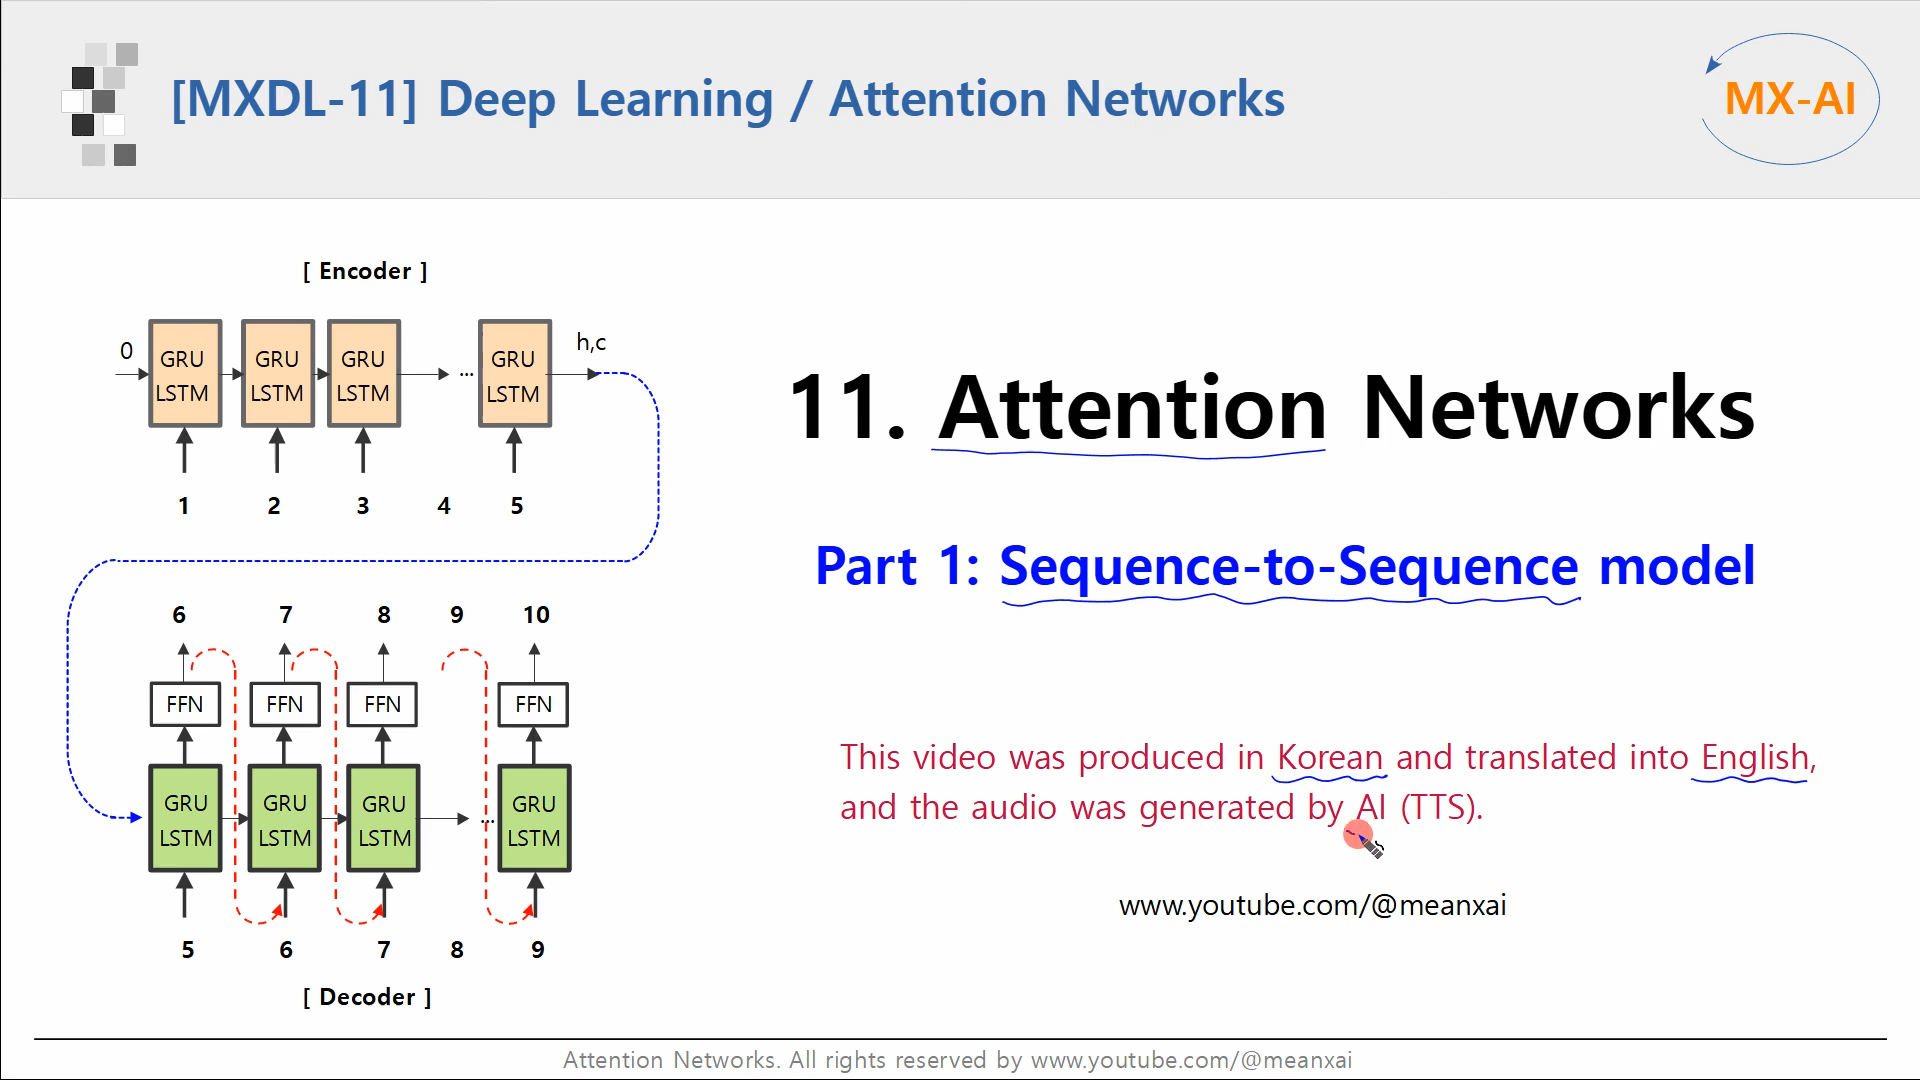 [MXDL-11] Deep Learning / Attention Networks
MX-AI
[ Encoder ]
0
h,c
GRU GRU GRU GRU
LSTM LSTM LSTM ... LSTM
1 2 3 4 5
11. Attention Networks
Part 1: Sequence-to-Sequence model
6 7 8 9 10
FFN FFN FFN FFN
GRU GRU GRU GRU
LSTM LSTM LSTM ... LSTM
5 6 7 8 9
[ Decoder ]
This video was produced in Korean and translated into English,
and the audio was generated by AI (TTS).
www.youtube.com/@meanxai
Attention Networks. All rights reserved by www.youtube.com/@meanxai